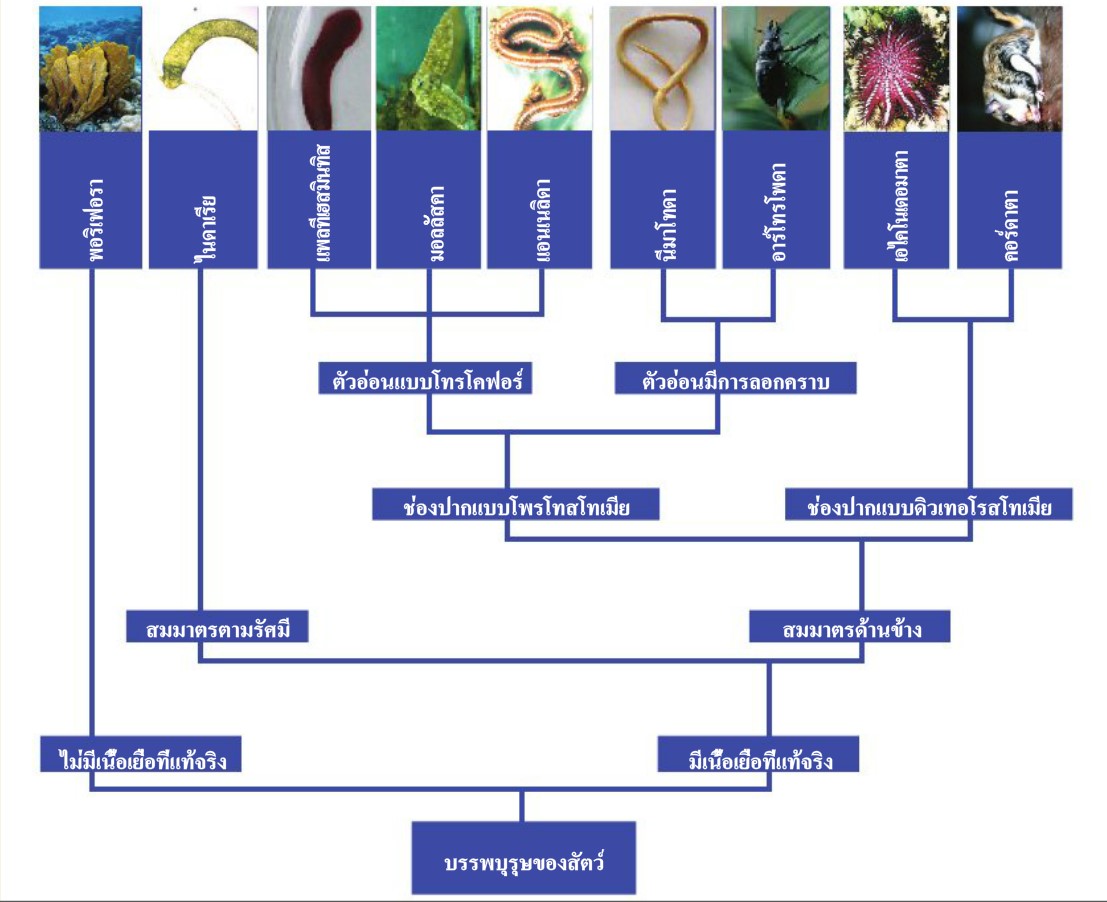 พอริเฟอรา
ไนดาเรีย
แพลทีเฮสมินทิส
มอลลัสคา
แอนเนลิดา
นีมาโทดา
อาร์โทรโพดา
เอไคโนเดอมาตา
คอร์ดาตา
ตัวอ่อนแบบโทรโคฟอร์
ตัวอ่อนมีการลอกคราบ
ช่องปากแบบโพรโทสโทเมีย
ช่องปากแบบดิวเทอโรสโทเมีย
สมมาตรตามรัศมี
สมมาตรด้านข้าง
ไม่มีเนื้อเยื่อที่แท้จริง
มีเนื้อเยื่อที่แท้จริง
บรรพบุรุษของสัตว์